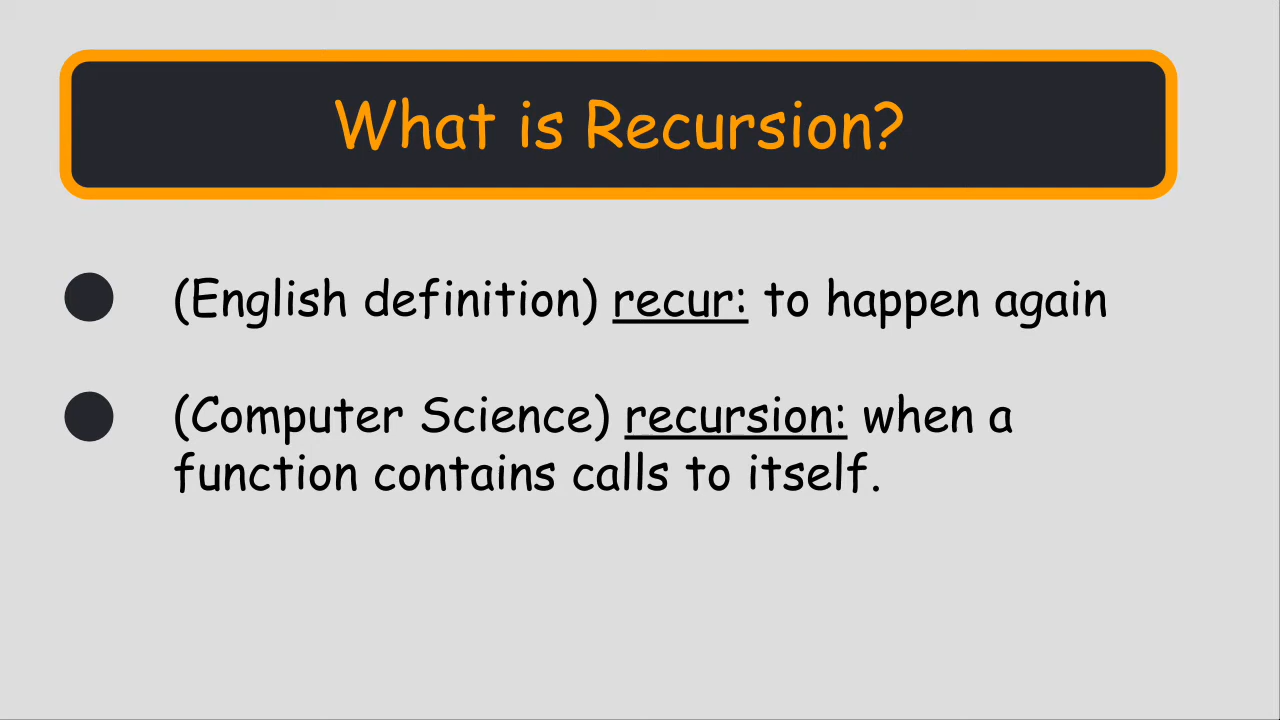 What is Recursion?
(English definition) recur: to happen again
(Computer Science) recursion: when a
function contains calls to itself.